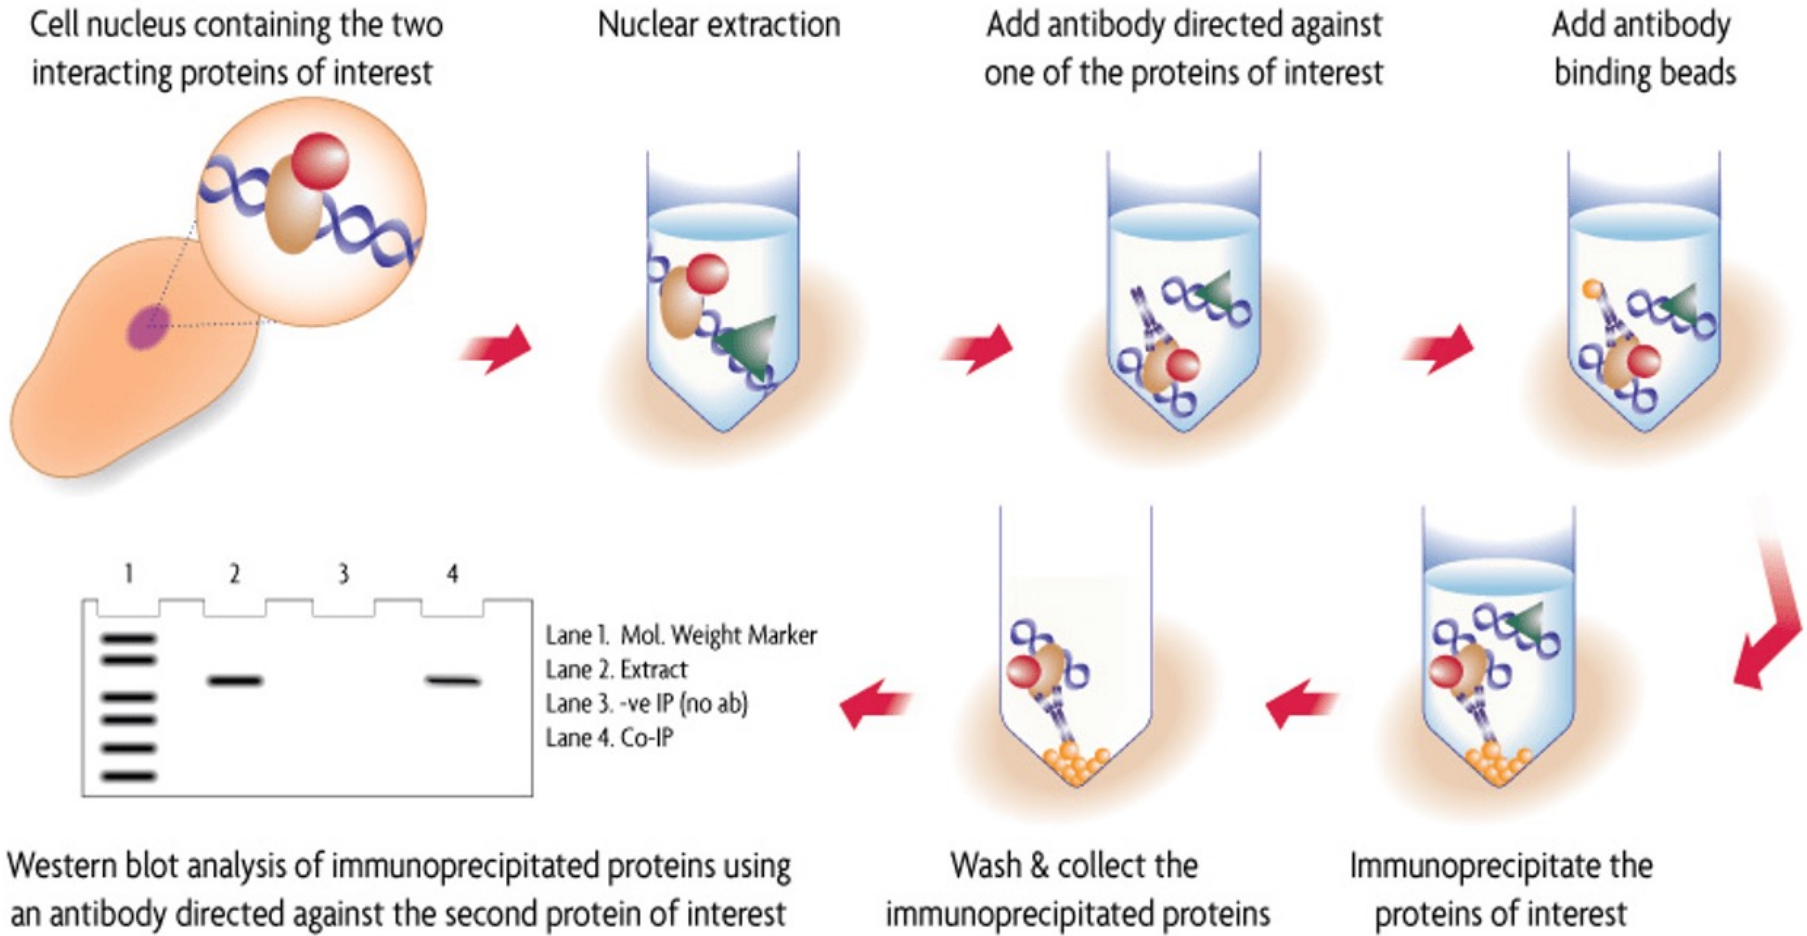 Cell nucleus containing the two
interacting proteins of interest
Nuclear extraction
Add antibody directed against
one of the proteins of interest
Add antibody
binding beads
Immunoprecipitate the
proteins of interest
Wash & collect the
immunoprecipitated proteins
1 2 3 4
Lane 1. Mol. Weight Marker
Lane 2. Extract
Lane 3. -ve IP (no ab)
Lane 4. Co-IP
Western blot analysis of immunoprecipitated proteins using
an antibody directed against the second protein of interest